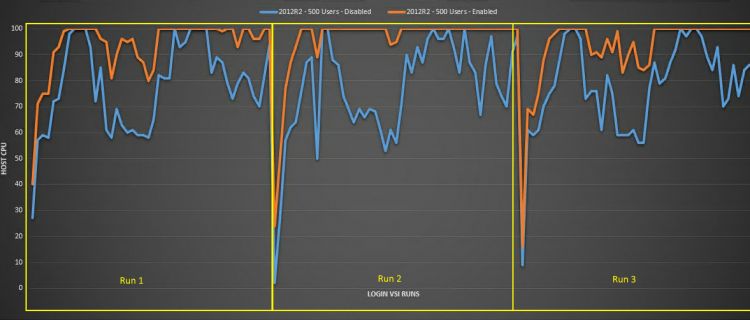 2012R2 - 500 Users - Disabled 2012R2 - 500 Users - Enabled
100
90
80
70
60
50
40
30
20
10
0
HOST CPU
Run 1 Run 2 Run 3
LOGIN VSI RUNS